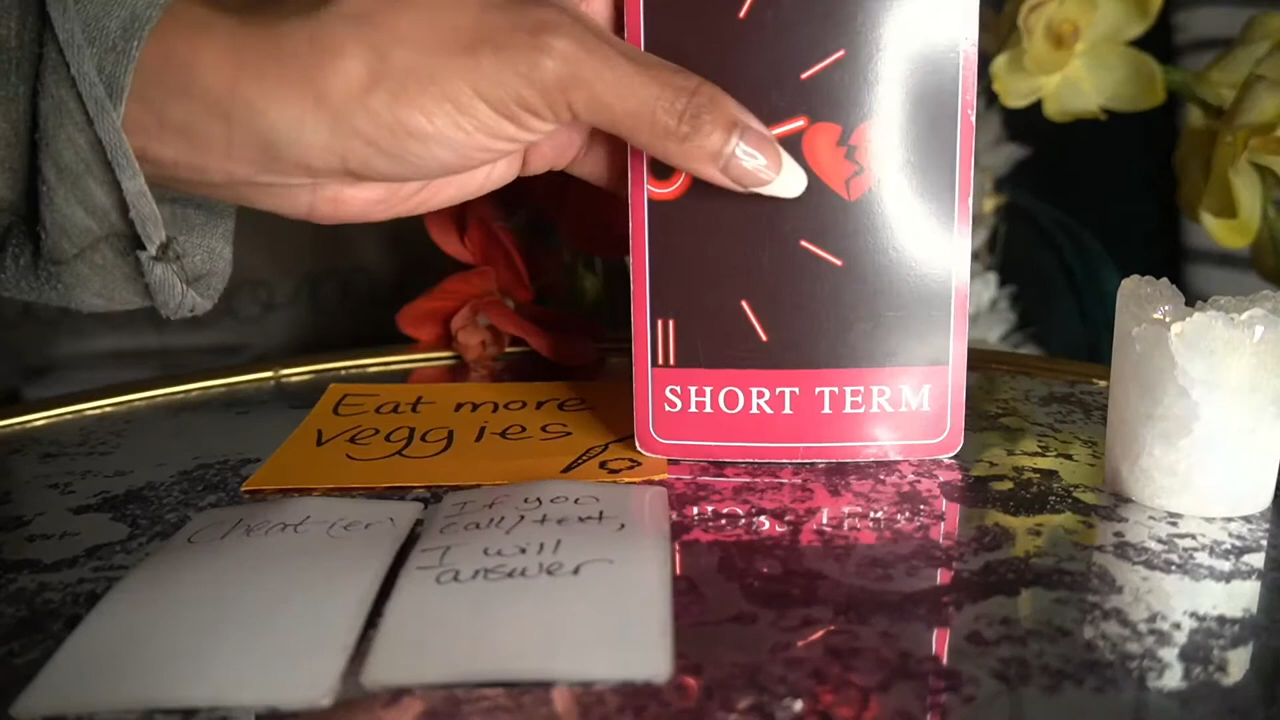 SHORT TERM
Eat more
veggies
Cheat(er)
If you
call/text,
I will
answer